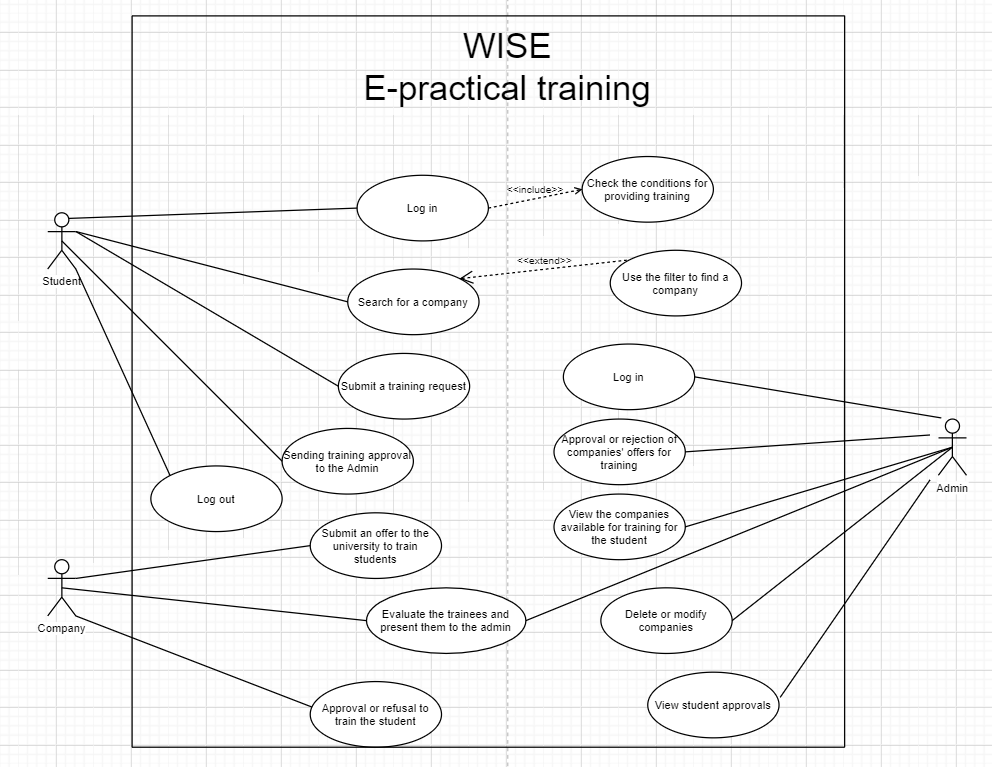 WISE
E-practical training
<<include>>
Check the conditions for
providing training
Log in
Student
<<extend>>
Use the filter to find a
company
Search for a company
Log in
Submit a training request
Approval or rejection of
companies' offers for
training
Sending training approval
to the Admin
Admin
Log out
View the companies
available for training for
the student
Submit an offer to the
university to train
students
Company
Evaluate the trainees and
present them to the admin
Delete or modify
companies
Approval or refusal to
train the student
View student approvals